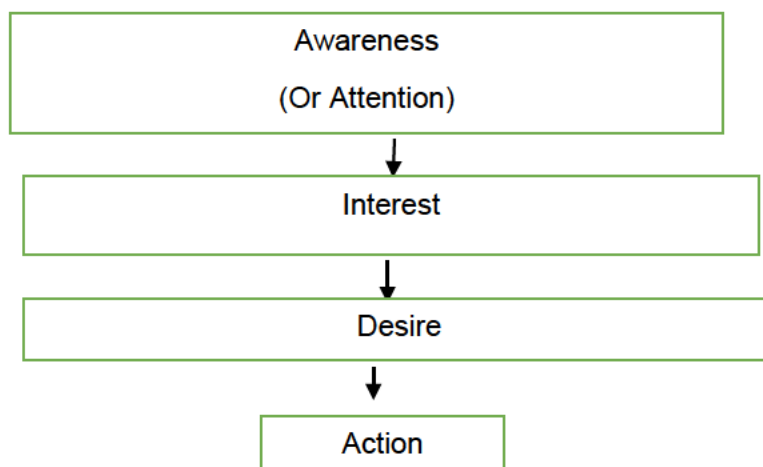 Awareness
(Or Attention)
Interest
Desire
Action